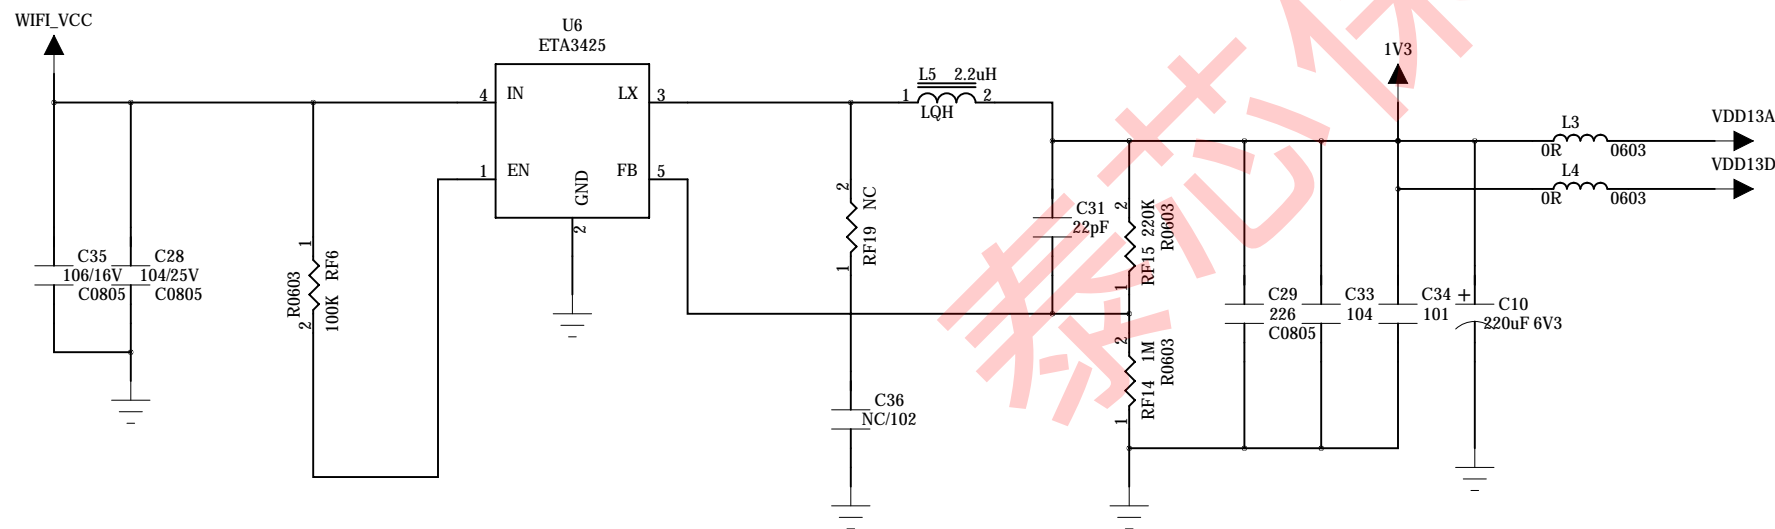 WIFI_VCC
U6
ETA3425
4
IN
LX
3
1
EN
FB
5
GND
2
L5 2.2uH
1
2
LQH
1V3
L3
0R
0603
VDD13A
L4
0R
0603
VDD13D
C35
106/16V
C0805
C28
104/25V
C0805
1
2
R0603
100K RF6
2
1
RF19 NC
C36
NC/102
C31
22pF
2
1
RF15 220K
R0603
2
1
RF14 1M
R0603
C29
226
C0805
C33
104
C34
101
+
C10
220uF 6V3
泰芯保